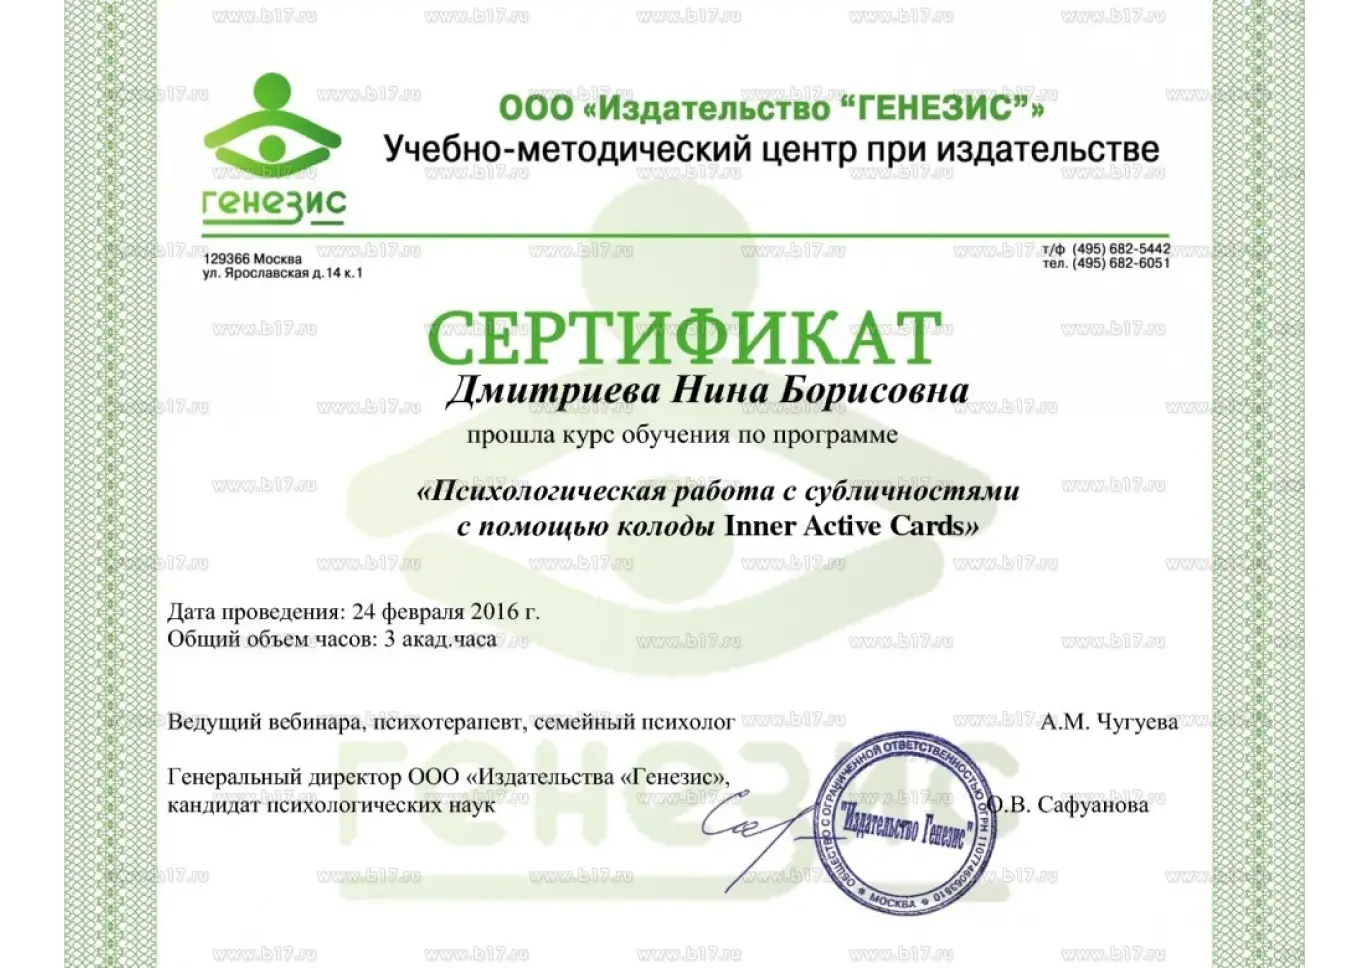 ООО «Издательство “ГЕНЕЗИС”»
Учебно-методический центр при издательстве
генезис
129366 Москва
ул. Ярославская д.14 к.1
т/ф (495) 682-5442
тел. (495) 682-6051
СЕРТИФИКАТ
Дмитриева Нина Борисовна
прошла курс обучения по программе
«Психологическая работа с субличностями
с помощью колоды Inner Active Cards»
Дата проведения: 24 февраля 2016 г.
Общий объем часов: 3 акад.часа
Ведущий вебинара, психотерапевт, семейный психолог
А.М. Чугуева
Генеральный директор ООО «Издательства «Генезис»,
кандидат психологических наук
О.В. Сафуанова
ОБЩЕСТВО С ОГРАНИЧЕННОЙ ОТВЕТСТВЕННОСТЬЮ ОГРН 1107746063810
"Издательство Генезис"
МОСКВА
генезис
www.b17.ru